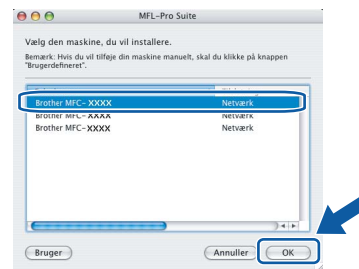 MFL-Pro Suite
Vælg den maskine, du vil installere.
Bemærk: Hvis du vil tilføje din maskine manuelt, skal du klikke på knappen
"Brugerdefineret".
Brother MFC-XXXX Netværk
Brother MFC-XXXX Netværk
Brother MFC-XXXX Netværk
Bruger Annuller OK